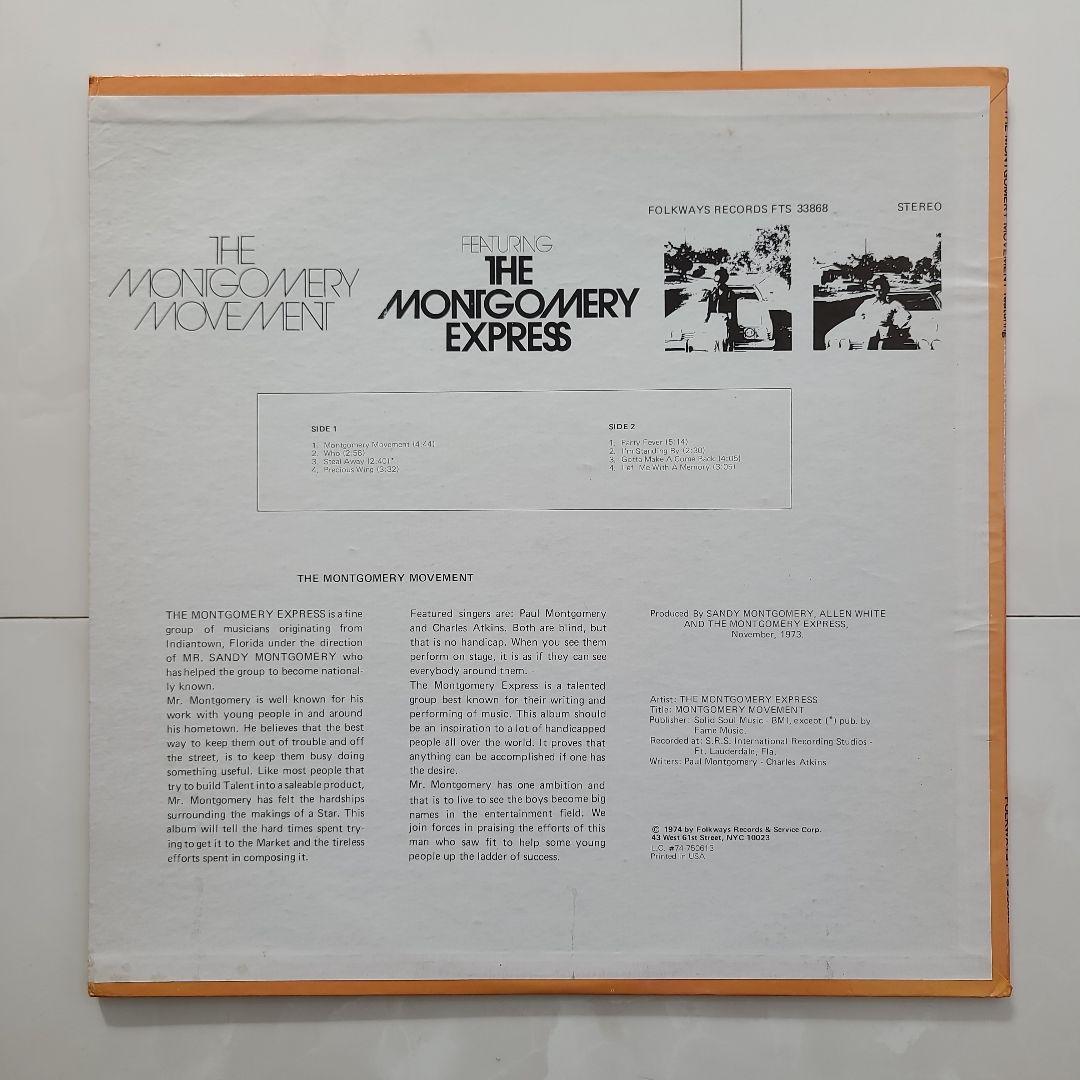 FOLKWAYS RECORDS FTS 33868
STEREO
THE
MONTGOMERY
MOVEMENT
FEATURING
THE
MONTGOMERY
EXPRESS
SIDE 1
1. Montgomery Movement (4:44)
2. Who (2:56)
3. Steal Away (2:40)*
4. Precious Wing (3:32)
SIDE 2
1. Party Fever (5:14)
2. I'm Standing By (2:30)
3. Gotta Make A Come Back (4:05)
4. Left Me With A Memory (3:05)
THE MONTGOMERY MOVEMENT
THE MONTGOMERY EXPRESS is a fine
group of musicians originating from
Indiantown, Florida under the direction
of MR. SANDY MONTGOMERY who
has helped the group to become national-
ly known.
Mr. Montgomery is well known for his
work with young people in and around
his hometown. He believes that the best
way to keep them out of trouble and off
the street, is to keep them busy doing
something useful. Like most people that
try to build Talent into a saleable product,
Mr. Montgomery has felt the hardships
surrounding the makings of a Star. This
album will tell the hard times spent try-
ing to get it to the Market and the tireless
efforts spent in composing it.
Featured singers are: Paul Montgomery
and Charles Atkins. Both are blind, but
that is no handicap. When you see them
perform on stage, it is as if they can see
everybody around them.
The Montgomery Express is a talented
group best known for their writing and
performing of music. This album should
be an inspiration to a lot of handicapped
people all over the world. It proves that
anything can be accomplished if one has
the desire.
Mr. Montgomery has one ambition and
that is to live to see the boys become big
names in the entertainment field. We
join forces in praising the efforts of this
man who saw fit to help some young
people up the ladder of success.
Produced By SANDY MONTGOMERY, ALLEN WHITE
AND THE MONTGOMERY EXPRESS,
November, 1973.
Artist: THE MONTGOMERY EXPRESS
Title: MONTGOMERY MOVEMENT
Publisher: Solid Soul Music - BMI, except (*) pub. by
Fame Music.
Recorded at: S.R.S. International Recording Studios -
Ft. Lauderdale, Fla.
Writers: Paul Montgomery - Charles Atkins
© 1974 by Folkways Records & Service Corp.
43 West 61st Street, NYC 10023
L.C. #74-750613
Printed in USA
THE MONTGOMERY MOVEMENT featuring